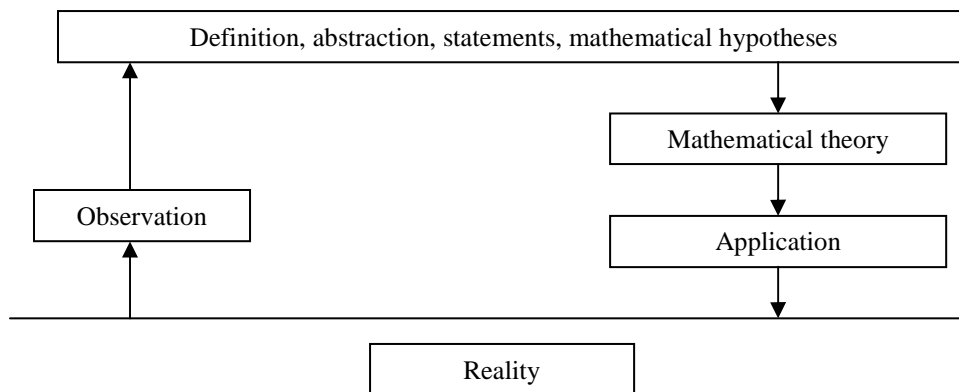 Definition, abstraction, statements, mathematical hypotheses
Mathematical theory
Observation
Application
Reality